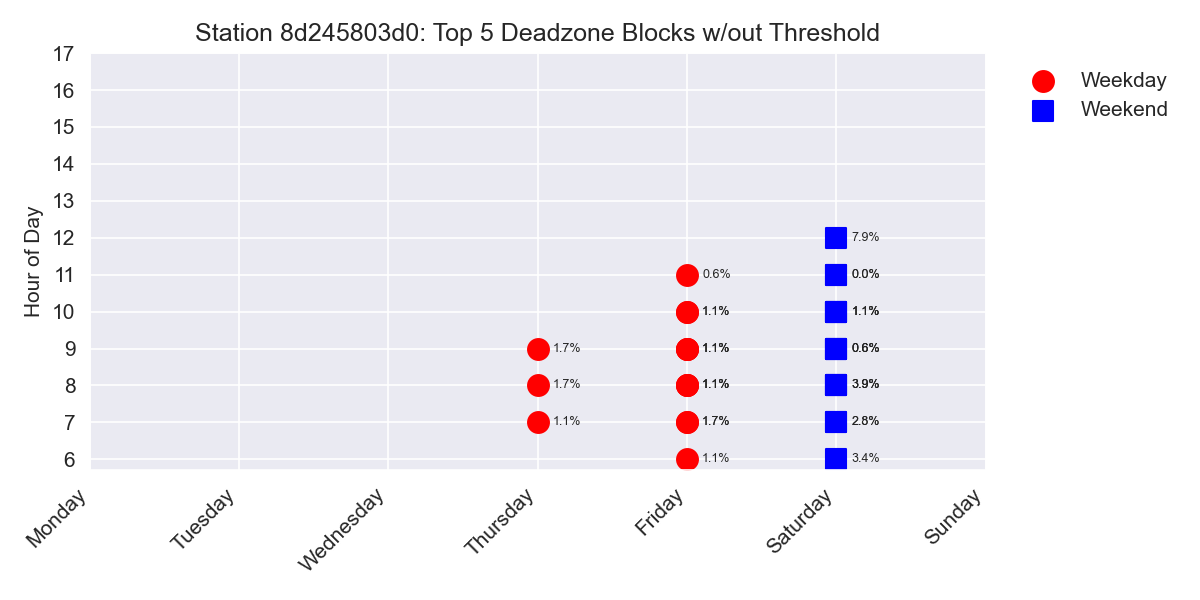 Station 8d245803d0: Top 5 Deadzone Blocks w/out Threshold
Weekday
Weekend
Hour of Day
17
16
15
14
13
12
11
10
9
8
7
6
7.9%
0.6%
0.0%
1.1%
1.1%
1.7%
1.1%
0.6%
1.7%
1.1%
3.9%
1.1%
1.7%
2.8%
1.1%
3.4%
Monday
Tuesday
Wednesday
Thursday
Friday
Saturday
Sunday